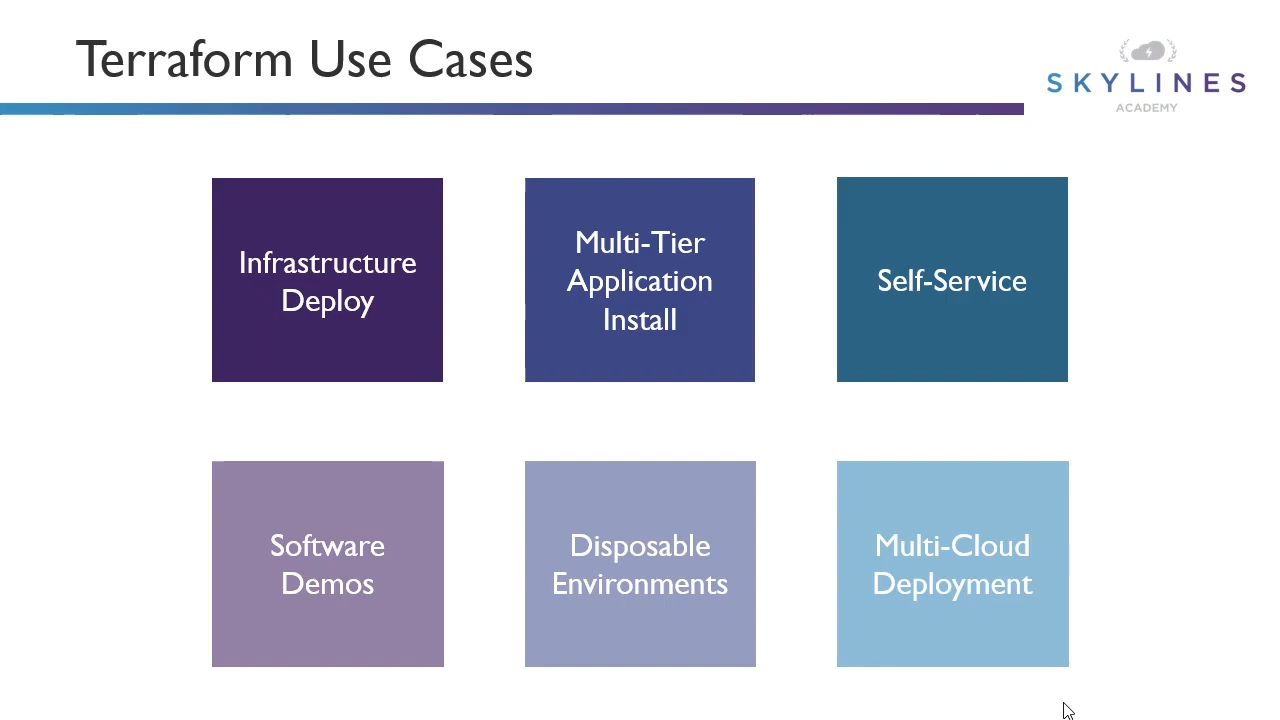 Terraform Use Cases
SKYLINES
ACADEMY
Infrastructure
Deploy
Multi-Tier
Application
Install
Self-Service
Software
Demos
Disposable
Environments
Multi-Cloud
Deployment